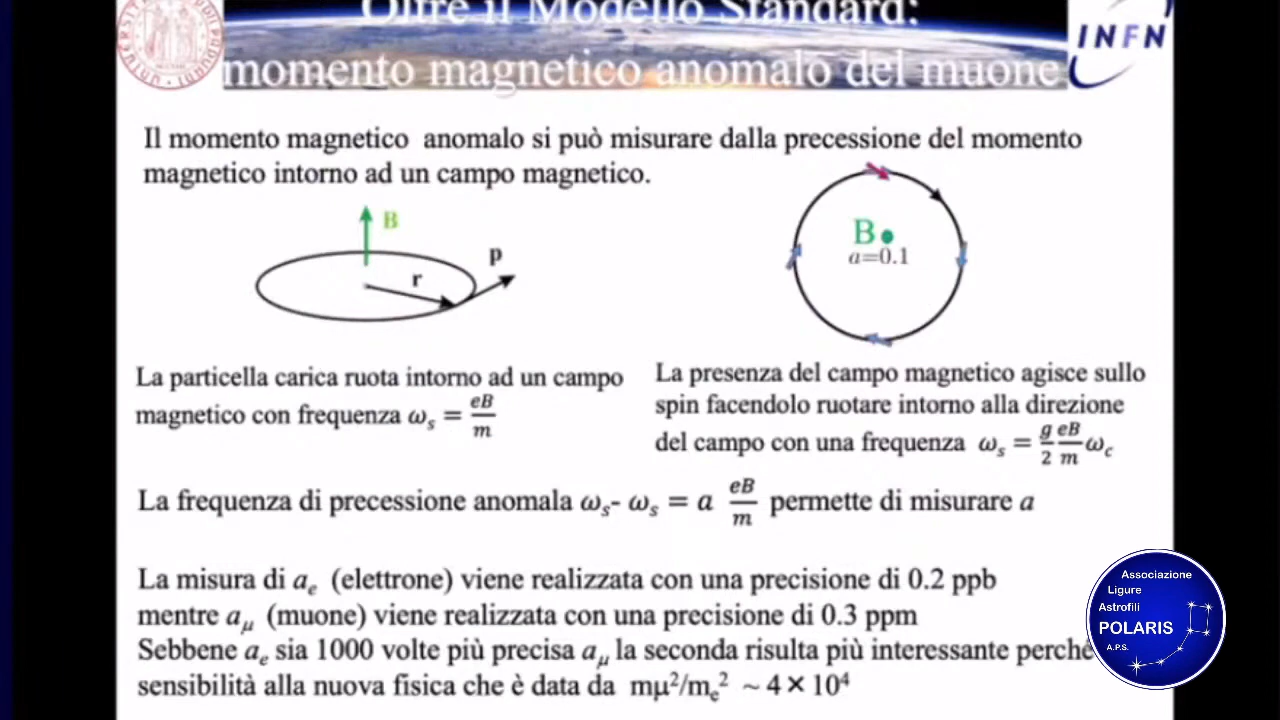 Oltre il Modello Standard:
momento magnetico anomalo del muone
INFN
Il momento magnetico anomalo si può misurare dalla precessione del momento
magnetico intorno ad un campo magnetico.
B
p
r
B
a=0.1
La particella carica ruota intorno ad un campo
magnetico con frequenza ωₛ = eB/m
La presenza del campo magnetico agisce sullo
spin facendolo ruotare intorno alla direzione
del campo con una frequenza ωₛ = g/2 eB/m ω꜀
La frequenza di precessione anomala ωₛ- ωₛ = a eB/m permette di misurare a
La misura di aₑ (elettrone) viene realizzata con una precisione di 0.2 ppb
mentre aμ (muone) viene realizzata con una precisione di 0.3 ppm
Sebbene aₑ sia 1000 volte più precisa aμ la seconda risulta più interessante perché
sensibilità alla nuova fisica che è data da mμ²/mₑ² ~ 4 × 10⁴
Associazione
Ligure
Astrofili
POLARIS
A.P.S.